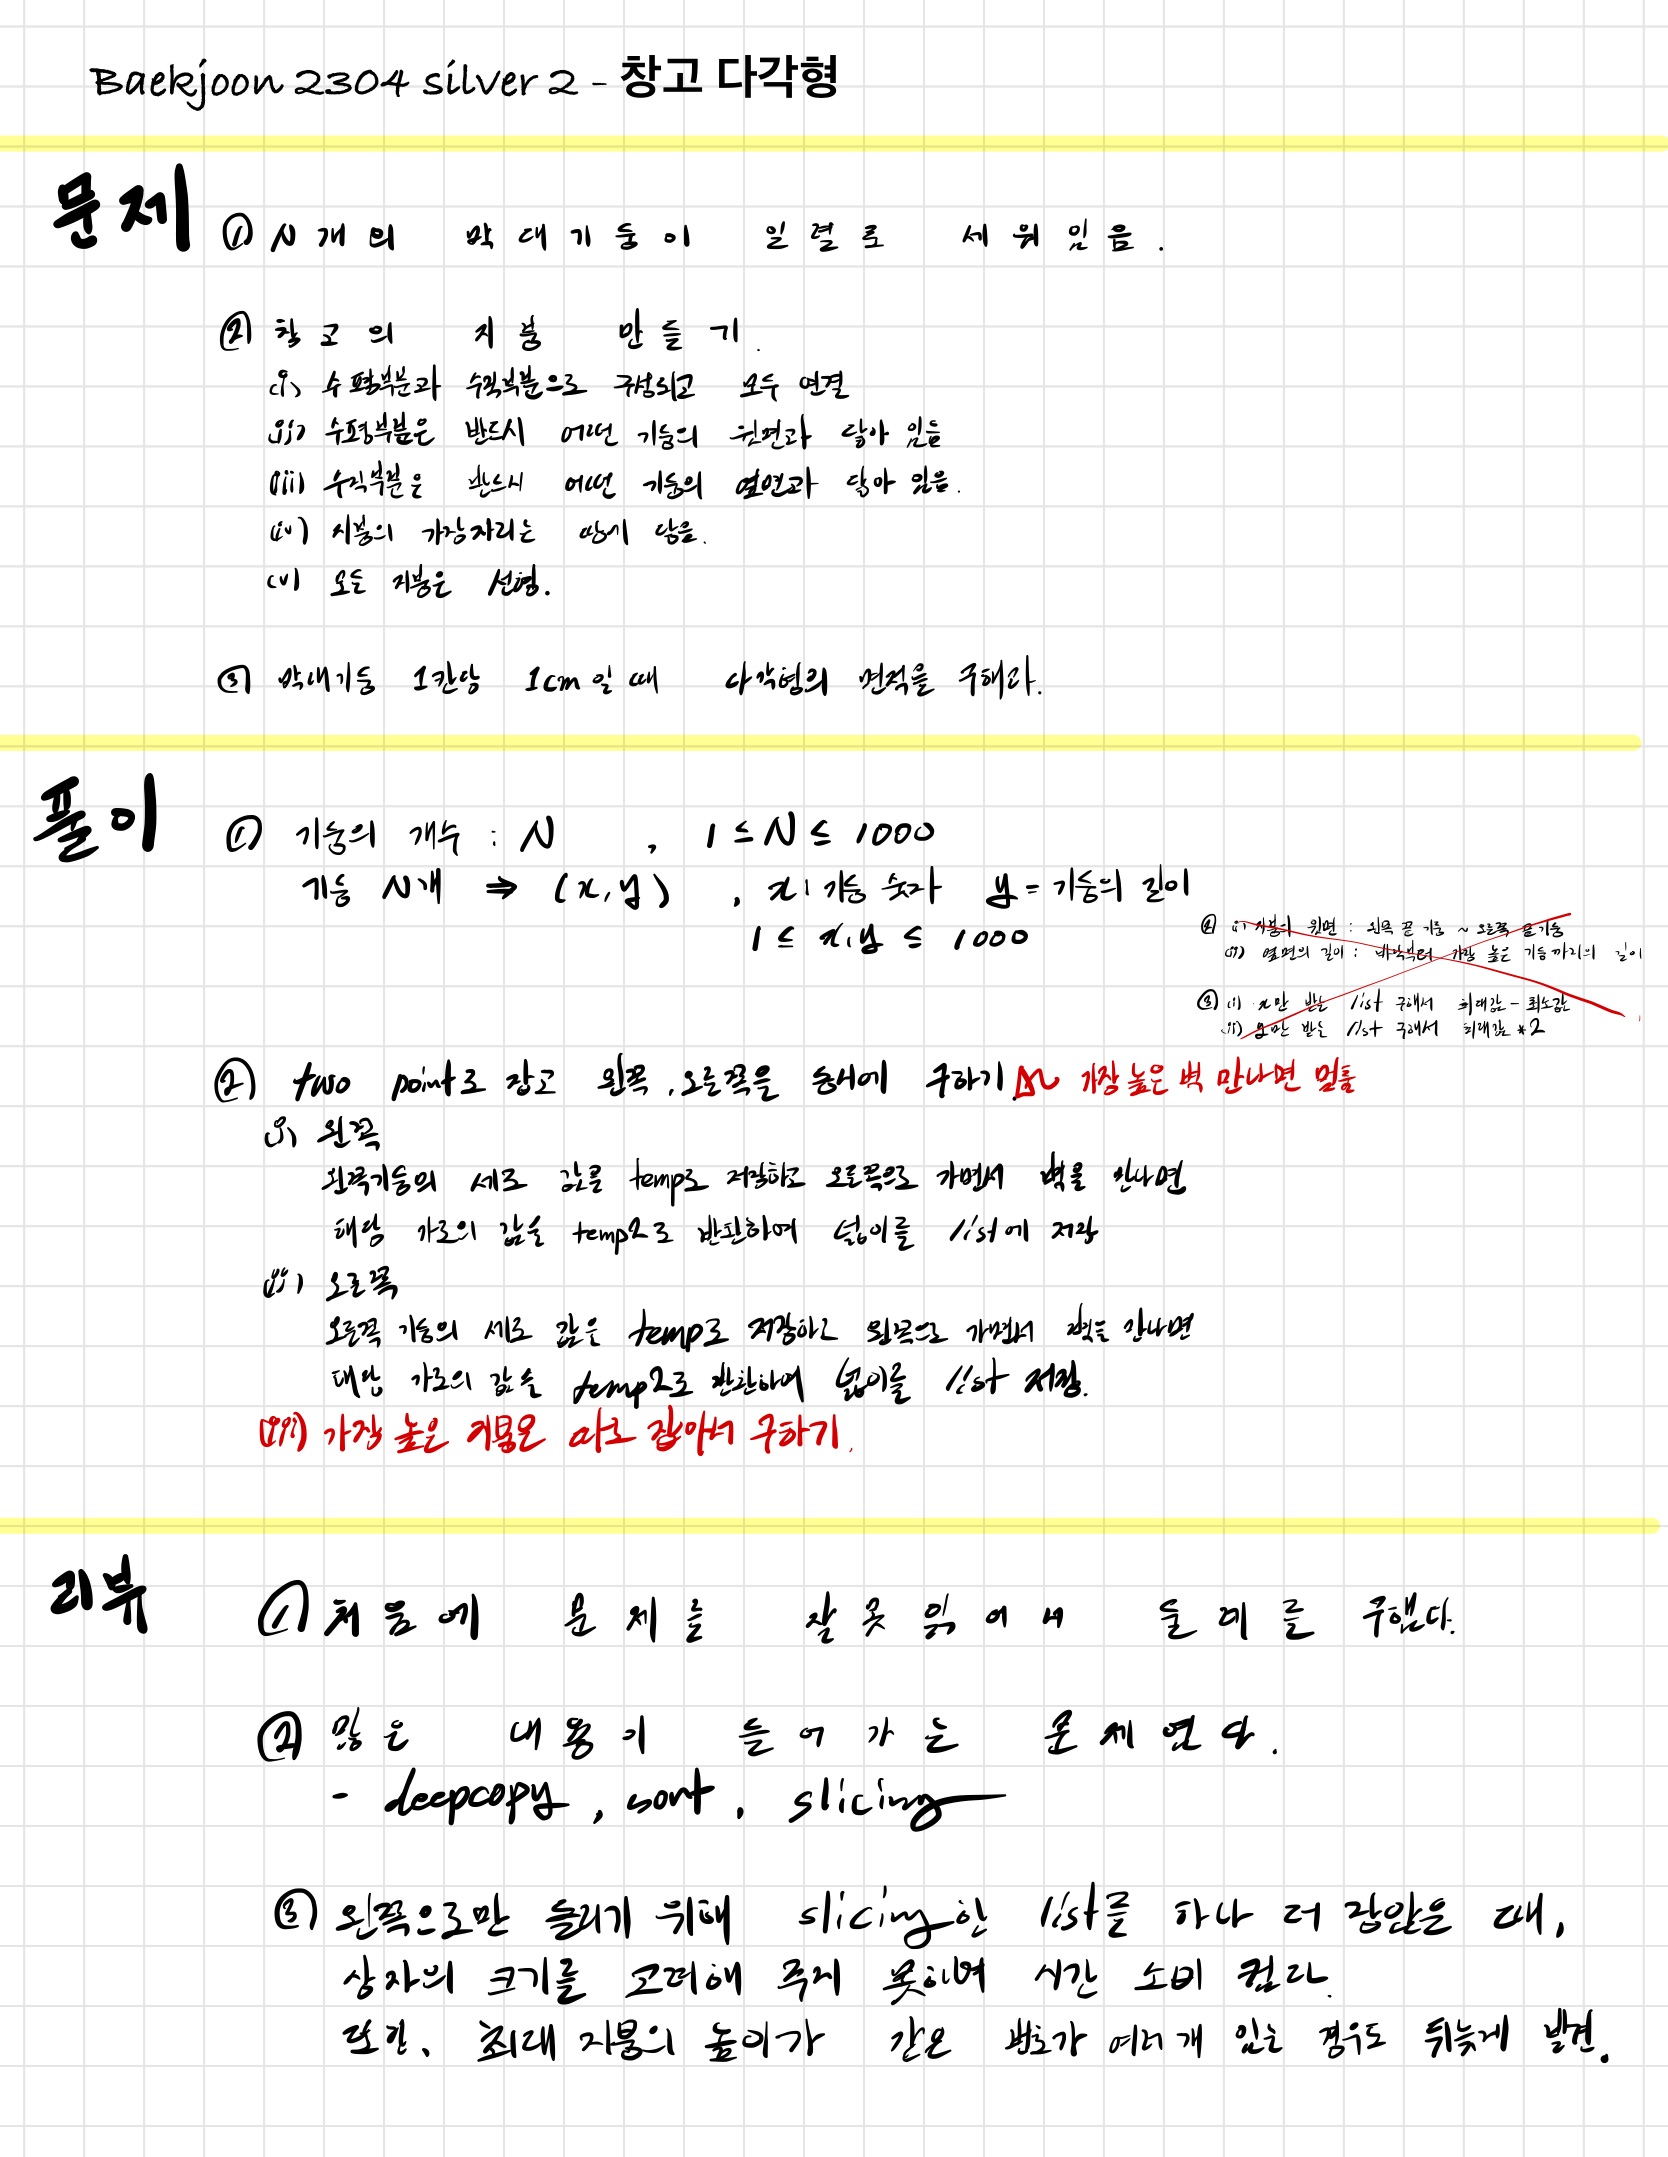 Baekjoon 2304 silver 2 - 창고 다각형
문제
① N개의 막대기둥이 일렬로 세워있음.
② 창고의 지붕 만들기.
(i) 수평부분과 수직부분으로 구성되고 모두 연결
(ii) 수평부분은 반드시 어떤 기둥의 윗면과 닿아 있음
(iii) 수직부분은 반드시 어떤 기둥의 옆면과 닿아 있음.
(iv) 지붕의 가장자리는 땅에 닿음.
(v) 모든 지붕은 선형.
③ 막대기둥 1칸당 1cm일 때 다각형의 면적을 구해라.
풀이
① 기둥의 개수 : N , 1 ≤ N ≤ 1000
기둥 N개 ⇒ (x, y) , x : 기둥 숫자 y = 기둥의 길이
1 ≤ x, y ≤ 1000
② (i) 지붕의 윗면 : 왼쪽 끝 기둥 ~ 오른쪽 끝 기둥
(ii) 옆면의 길이 : 바닥부터 가장 높은 기둥까지의 길이
③ (i) x만 받는 list 구해서 최대값 - 최소값
(ii) y만 받는 list 구해서 최대값 * 2
② two point로 잡고 왼쪽, 오른쪽을 동시에 구하기 가장 높은 벽 만나면 멈춤
(i) 왼쪽
왼쪽기둥의 세로 값을 temp로 저장하고 오른쪽으로 가면서 벽을 만나면
해당 가로의 값을 temp2로 반환하여 넓이를 list에 저장
(ii) 오른쪽
오른쪽 기둥의 세로 값을 temp로 저장하고 왼쪽으로 가면서 벽을 만나면
해당 가로의 값을 temp2로 반환하여 넓이를 list 저장.
(iii) 가장 높은 지붕은 따로 잡아서 구하기.
리뷰
① 처음에 문제를 잘못 읽어서 둘레를 구했다.
② 많은 내용이 들어가는 문제였다.
- deepcopy, sort, slicing
③ 왼쪽으로만 돌리기 위해 slicing한 list를 하나 더 잡았을 때,
상자의 크기를 고려해 주지 못하여 시간 소비 컸다.
또한, 최대 지붕의 높이가 같은 번호가 여러개 있는 경우도 뒤늦게 발견.